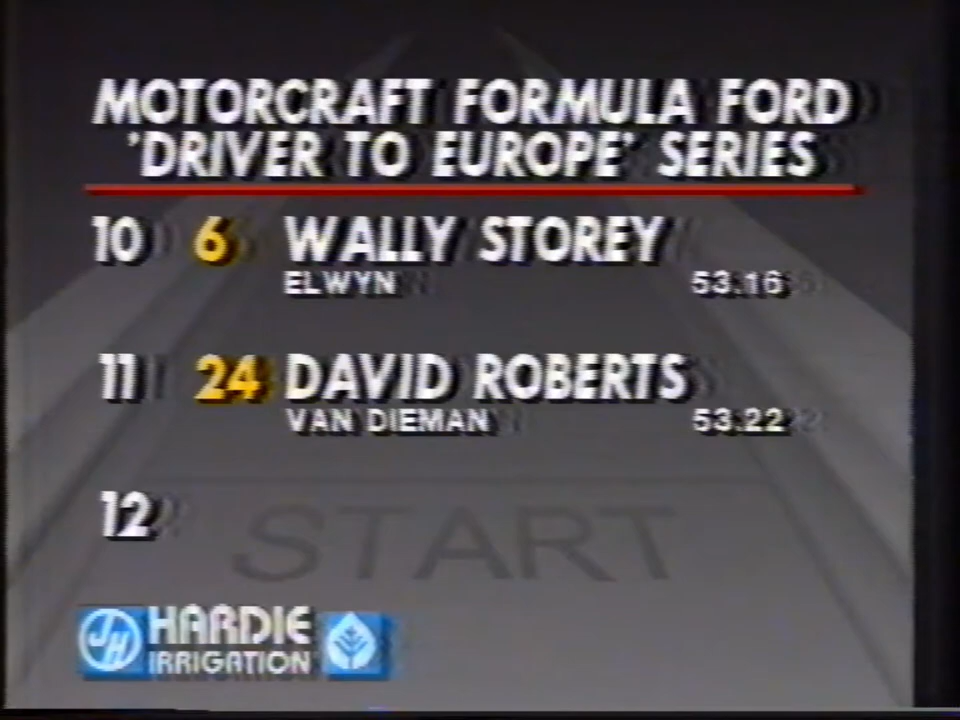 MOTORCRAFT FORMULA FORD
'DRIVER TO EUROPE' SERIES
10 6 WALLY STOREY
ELWYN 53.16
11 24 DAVID ROBERTS
VAN DIEMAN 53.22
12
START
JH HARDIE
IRRIGATION